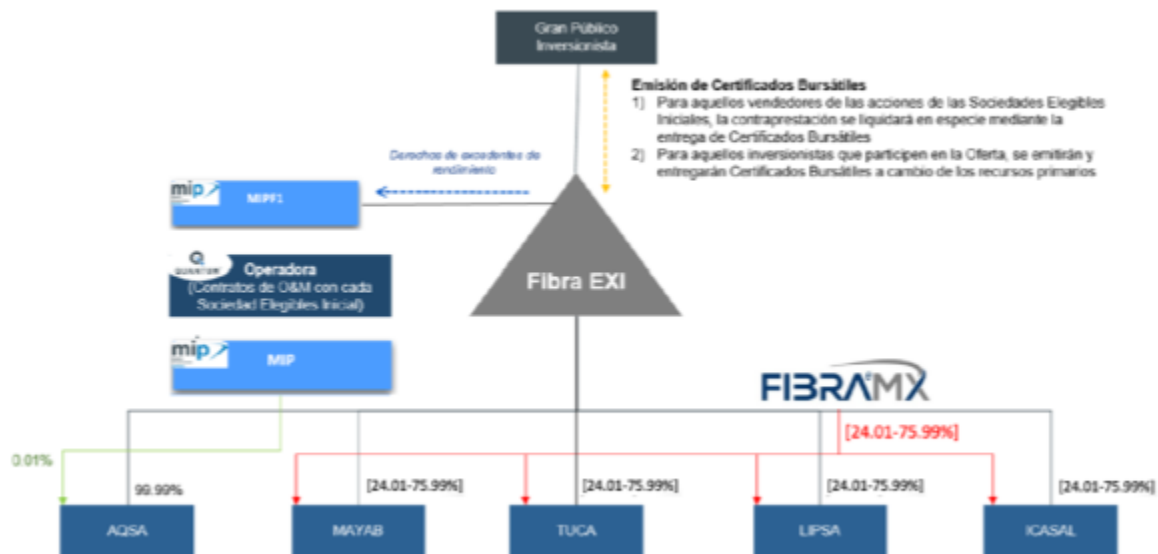 Gran Público
Inversionista
Emisión de Certificados Bursátiles
1) Para aquellos vendedores de las acciones de las Sociedades Elegibles
Iniciales, la contraprestación se liquidará en especie mediante la
entrega de Certificados Bursátiles
2) Para aquellos inversionistas que participen en la Oferta, se emitirán y
entregarán Certificados Bursátiles a cambio de los recursos primarios
Derechos de excedentes de
rendimiento
mip
MIPF1
QUANTUM
Operadora
(Contratos de O&M con cada
Sociedad Elegibles Inicial)
Fibra EXI
mip
MIP
FIBRAeMX
[24.01-75.99%]
0.01%
99.99%
[24.01-75.99%]
[24.01-75.99%]
[24.01-75.99%]
[24.01-75.99%]
AQSA
MAYAB
TUCA
LIPSA
ICASAL